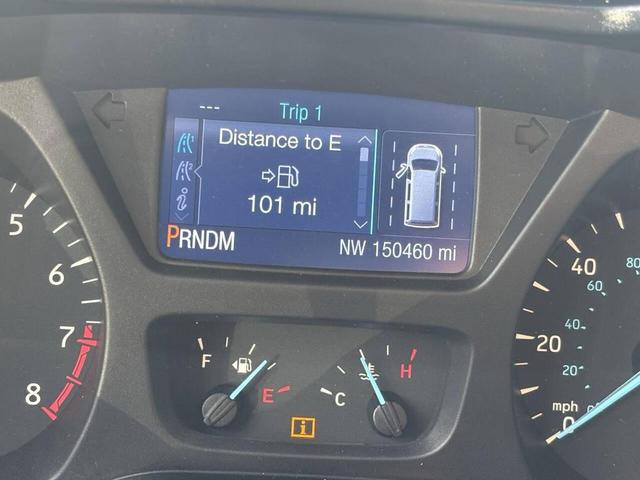 --- Trip 1
Distance to E
101 mi
PRNDM
NW 150460 mi
5
6
7
8
F
E
C
H
40
60
80
20
40
20
mph
0